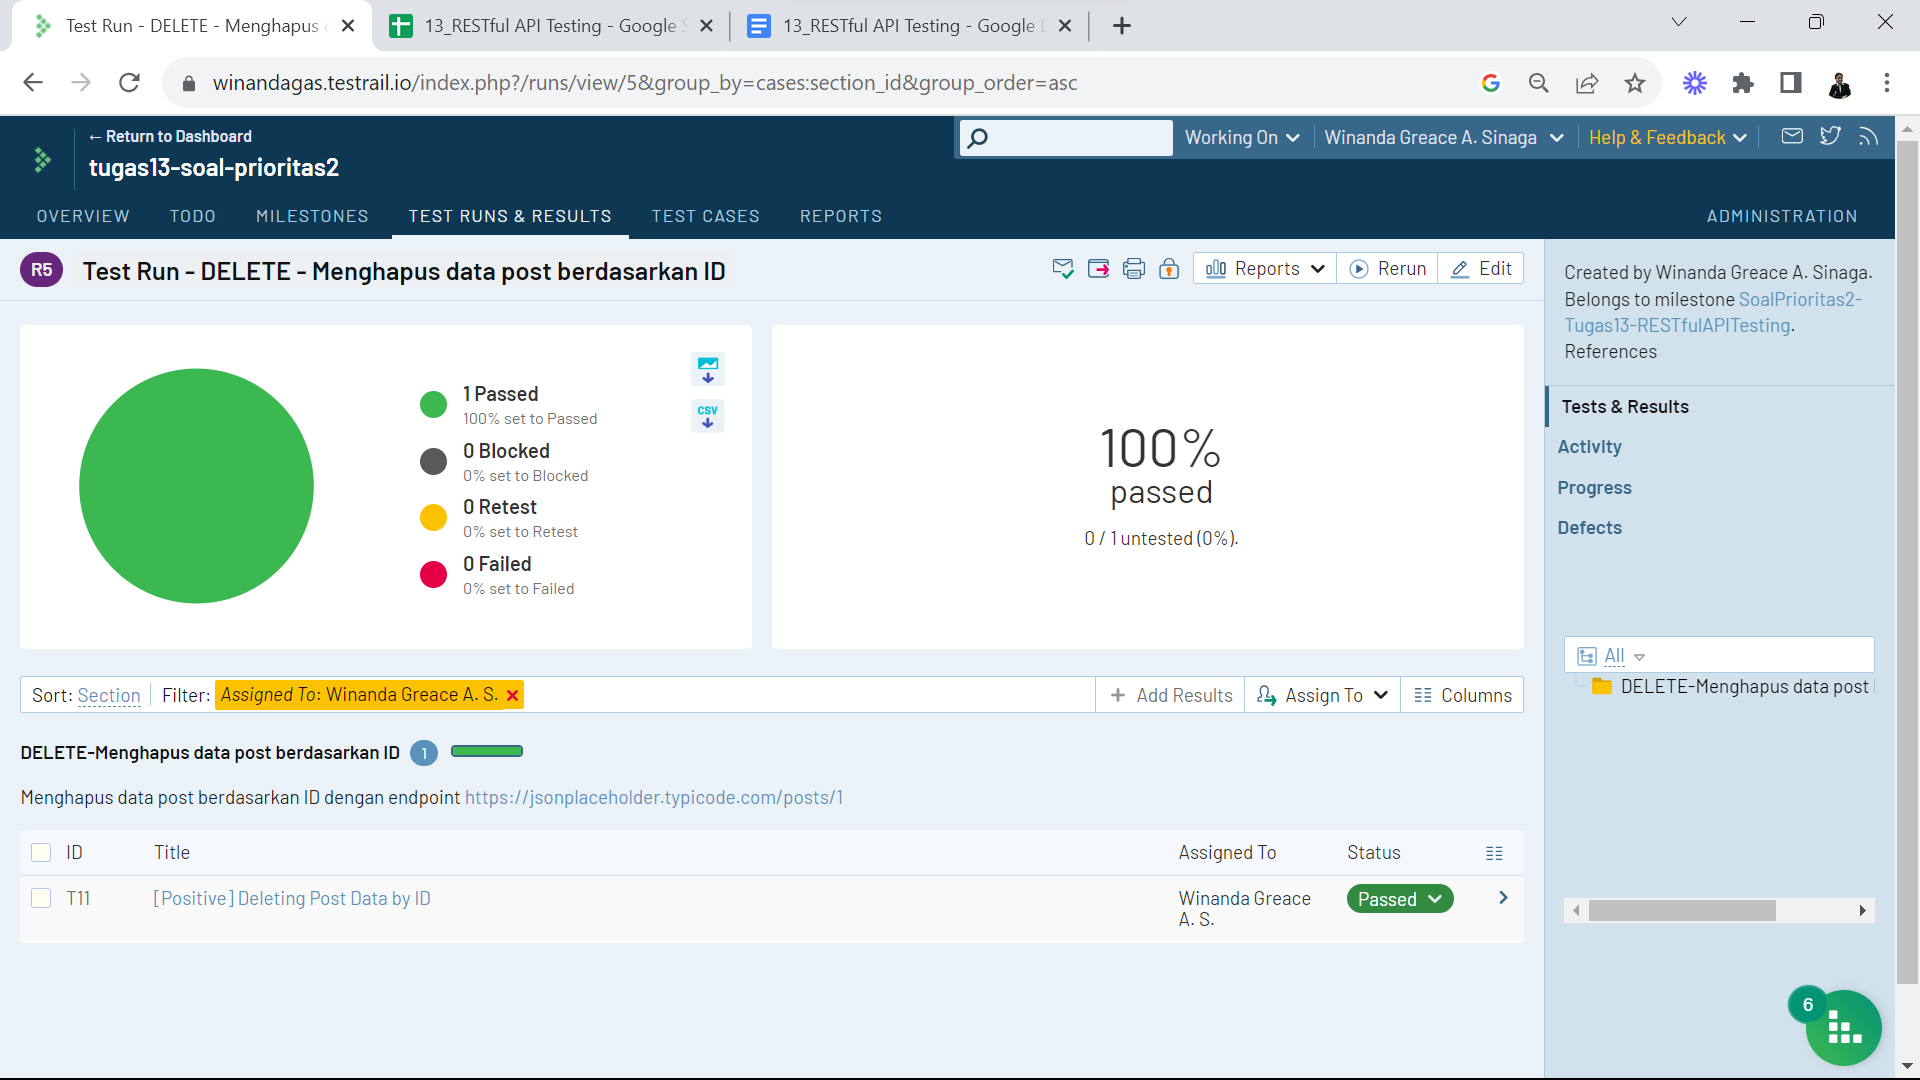 Test Run - DELETE - Menghapus
13_RESTful API Testing - Google
13_RESTful API Testing - Google
winandagas.testrail.io/index.php?/runs/view/5&group_by=cases:section_id&group_order=asc
← Return to Dashboard
tugas13-soal-prioritas2
Working On
Winanda Greace A. Sinaga
Help & Feedback
OVERVIEW
TODO
MILESTONES
TEST RUNS & RESULTS
TEST CASES
REPORTS
ADMINISTRATION
R5
Test Run - DELETE - Menghapus data post berdasarkan ID
Reports
Rerun
Edit
1 Passed
100% set to Passed
0 Blocked
0% set to Blocked
0 Retest
0% set to Retest
0 Failed
0% set to Failed
CSV
100%
passed
0 / 1 untested (0%).
Created by Winanda Greace A. Sinaga.
Belongs to milestone SoalPrioritas2-
Tugas13-RESTfulAPITesting.
References
Tests & Results
Activity
Progress
Defects
All
DELETE-Menghapus data post
Sort: Section
Filter: Assigned To: Winanda Greace A. S.
+ Add Results
Assign To
Columns
DELETE-Menghapus data post berdasarkan ID 1
Menghapus data post berdasarkan ID dengan endpoint https://jsonplaceholder.typicode.com/posts/1
ID
Title
Assigned To
Status
T11
[Positive] Deleting Post Data by ID
Winanda Greace
A. S.
Passed
6